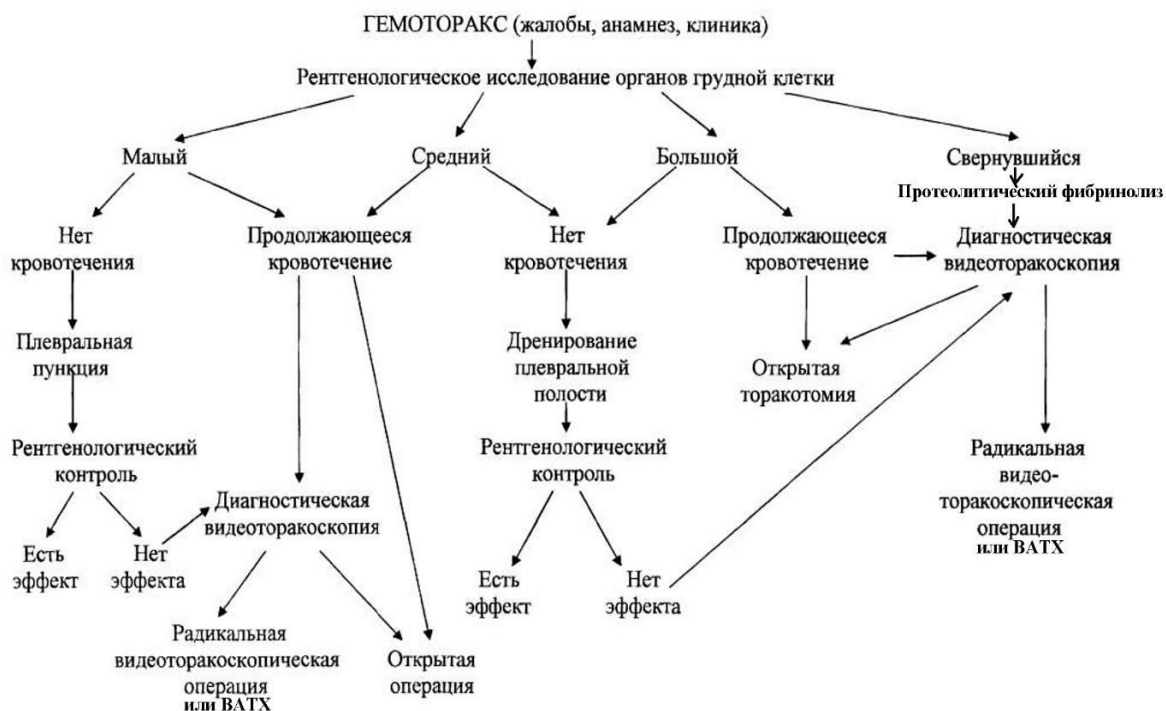 ГЕМОТОРАКС (жалобы, анамнез, клиника)
Рентгенологическое исследование органов грудной клетки
Малый
Средний
Большой
Свернувшийся
Протеолитический фибринолиз
Нет
кровотечения
Продолжающееся
кровотечение
Нет
кровотечения
Продолжающееся
кровотечение
Диагностическая
видеоторакоскопия
Плевральная
пункция
Дренирование
плевральной
полости
Открытая
торакотомия
Рентгенологический
контроль
Рентгенологический
контроль
Радикальная
видео-
торакоскопическая
операция
или ВАТХ
Диагностическая
видеоторакоскопия
Есть
эффект
Нет
эффекта
Есть
эффект
Нет
эффекта
Радикальная
видеоторакоскопическая
операция
или ВАТХ
Открытая
операция